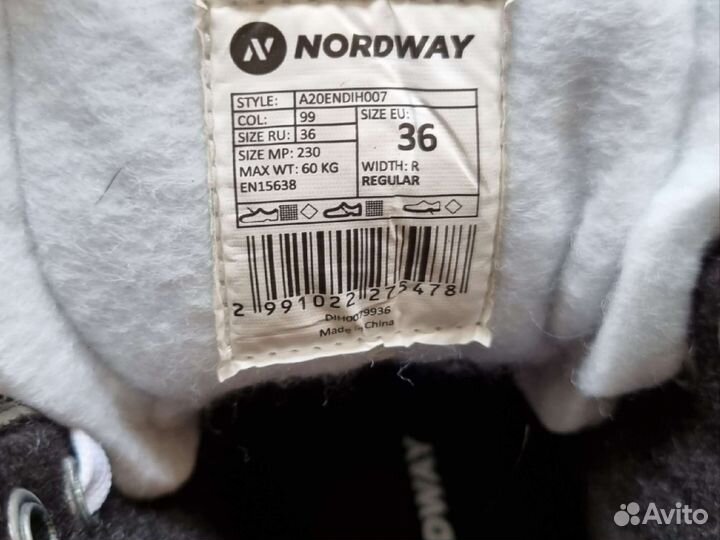 NORDWAY
STYLE: A20ENDIH007
COL: 99
SIZE RU: 36
SIZE MP: 230
MAX WT: 60 KG
EN15638
SIZE EU:
36
WIDTH: R
REGULAR
2 991022 275478
DIH0079936
Made in China
NORDWAY
Avito